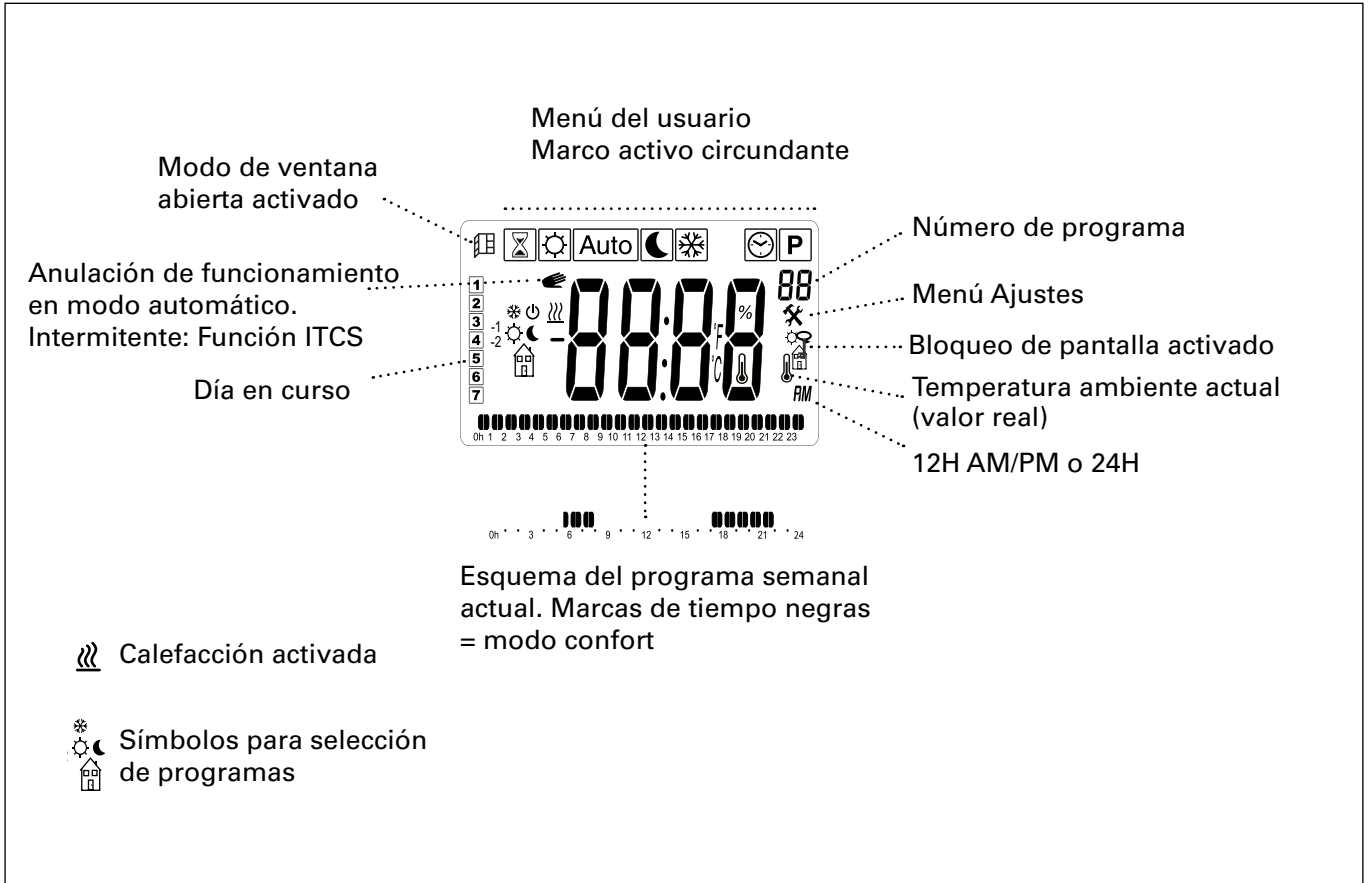 Menú del usuario
Marco activo circundante
Modo de ventana
abierta activado
Auto
P
Número de programa
Anulación de funcionamiento
en modo automático.
Intermitente: Función ITCS
1
2
3
4
5
6
7
-1
-2
88:88
%
°F
°C
88
AM
Menú Ajustes
Bloqueo de pantalla activado
Día en curso
Temperatura ambiente actual
(valor real)
12H AM/PM o 24H
0h 1 2 3 4 5 6 7 8 9 10 11 12 13 14 15 16 17 18 19 20 21 22 23
0h 3 6 9 12 15 18 21 24
Esquema del programa semanal
actual. Marcas de tiempo negras
= modo confort
Calefacción activada
Símbolos para selección
de programas